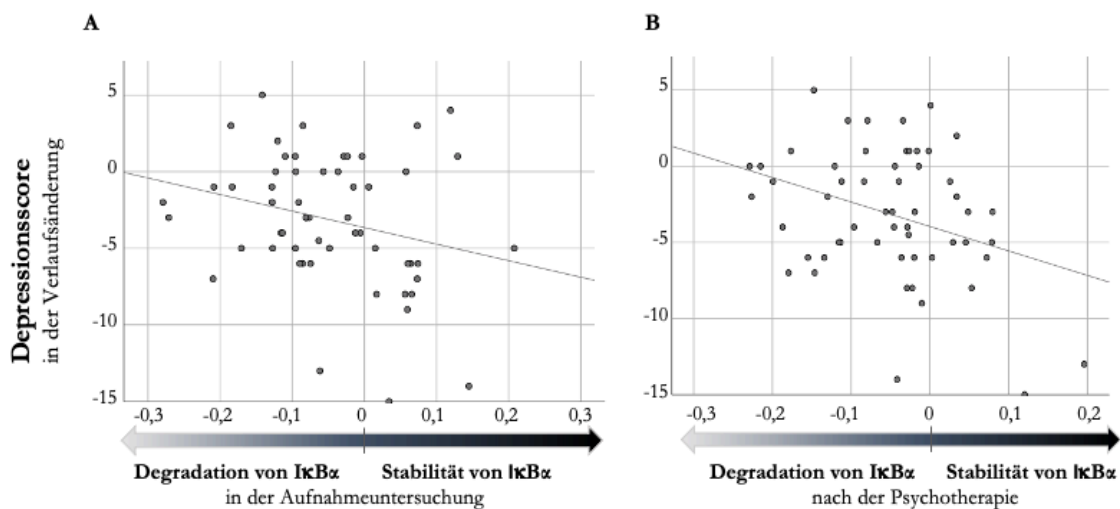 A
B
Depressionsscore
in der Verlaufsänderung
5
0
-5
-10
-15
-0,3 -0,2 -0,1 0 0,1 0,2 0,3
5
0
-5
-10
-15
-0,3 -0,2 -0,1 0 0,1 0,2
Degradation von IκBα Stabilität von IκBα
in der Aufnahmeuntersuchung
Degradation von IκBα Stabilität von IκBα
nach der Psychotherapie